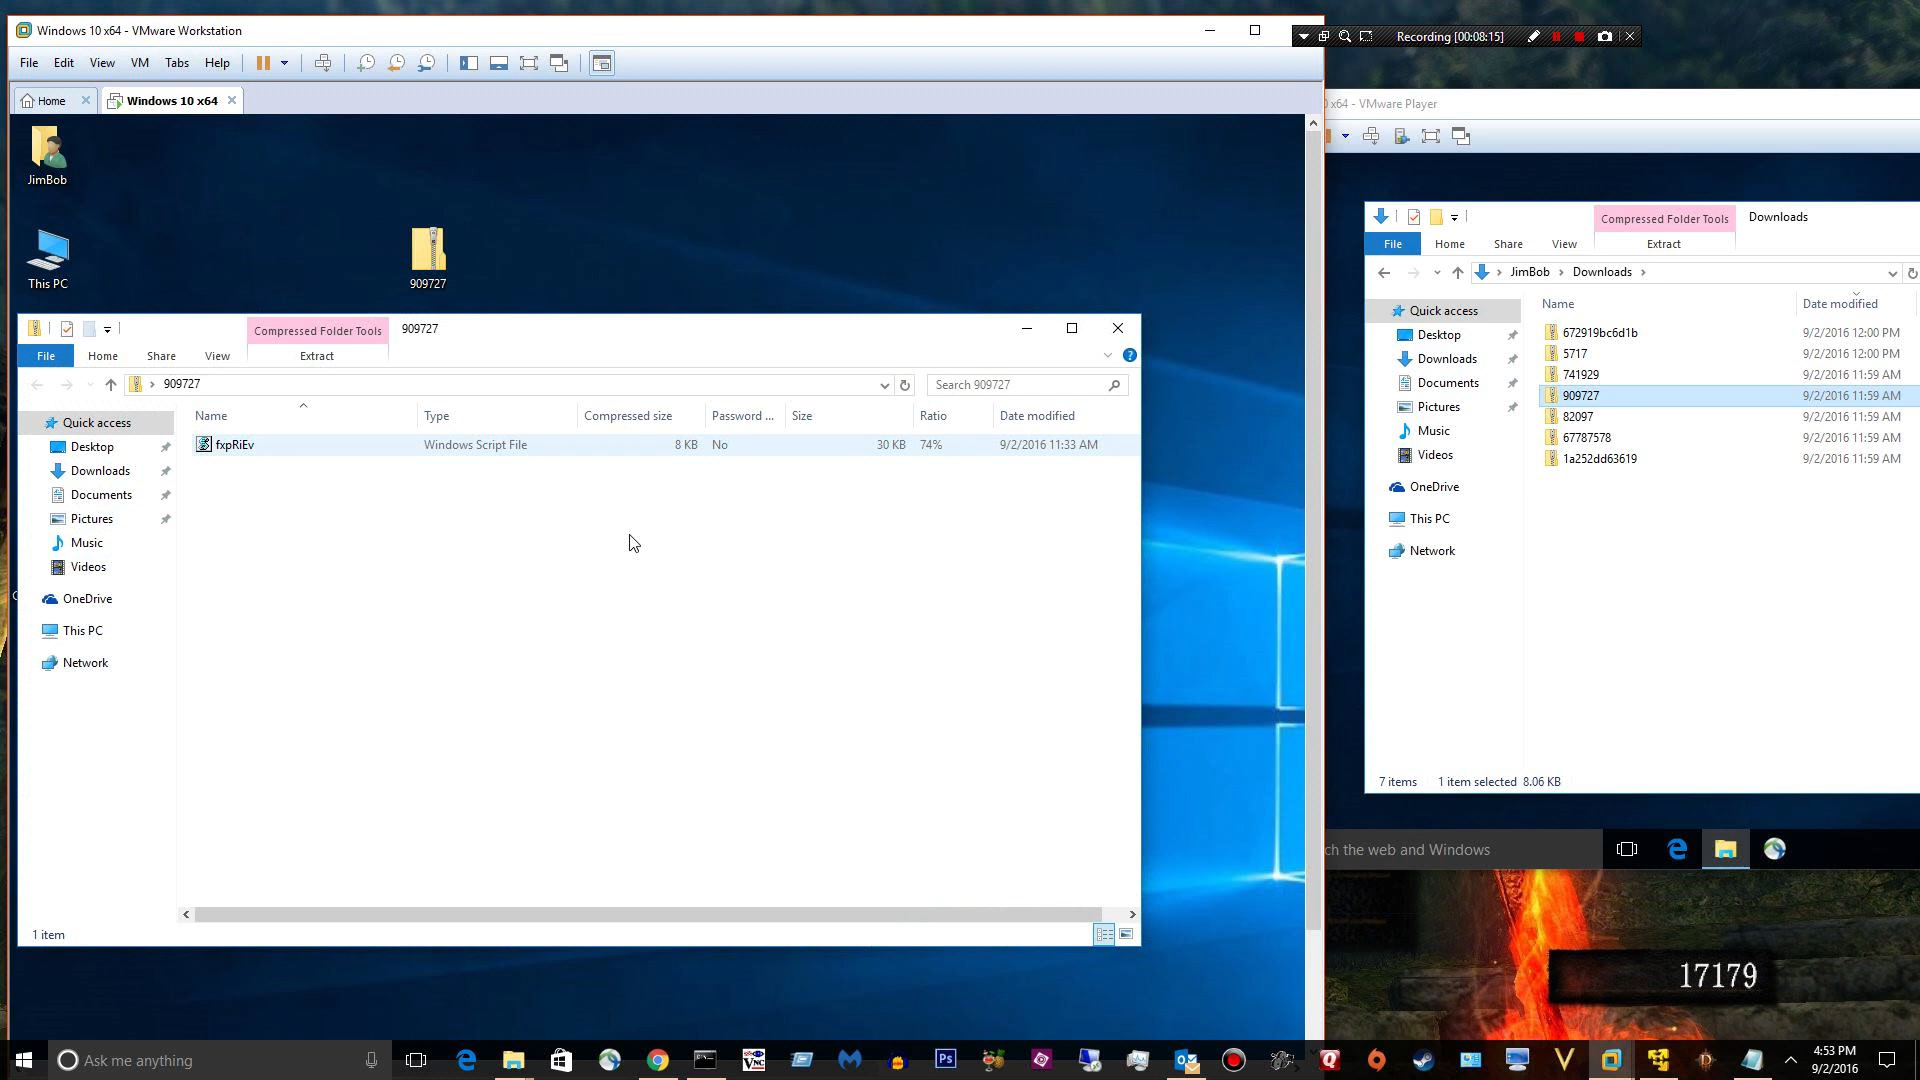 Windows 10 x64 - VMware Workstation
Recording [00:08:15]
File Edit View VM Tabs Help
Home Windows 10 x64
x64 - VMware Player
JimBob
This PC
909727
Compressed Folder Tools 909727
File Home Share View Extract
909727
Search 909727
Name Type Compressed size Password ... Size Ratio Date modified
fxpRiEv Windows Script File 8 KB No 30 KB 74% 9/2/2016 11:33 AM
Quick access
Desktop
Downloads
Documents
Pictures
Music
Videos
OneDrive
This PC
Network
1 item
Compressed Folder Tools Downloads
File Home Share View Extract
JimBob Downloads
Name Date modified
Quick access
Desktop
Downloads
Documents
Pictures
Music
Videos
OneDrive
This PC
Network
672919bc6d1b 9/2/2016 12:00 PM
5717 9/2/2016 12:00 PM
741929 9/2/2016 11:59 AM
909727 9/2/2016 11:59 AM
82097 9/2/2016 11:59 AM
67787578 9/2/2016 11:59 AM
1a252dd63619 9/2/2016 11:59 AM
7 items 1 item selected 8.06 KB
ch the web and Windows
17179
Ask me anything
Ps
VNC
4:53 PM
9/2/2016